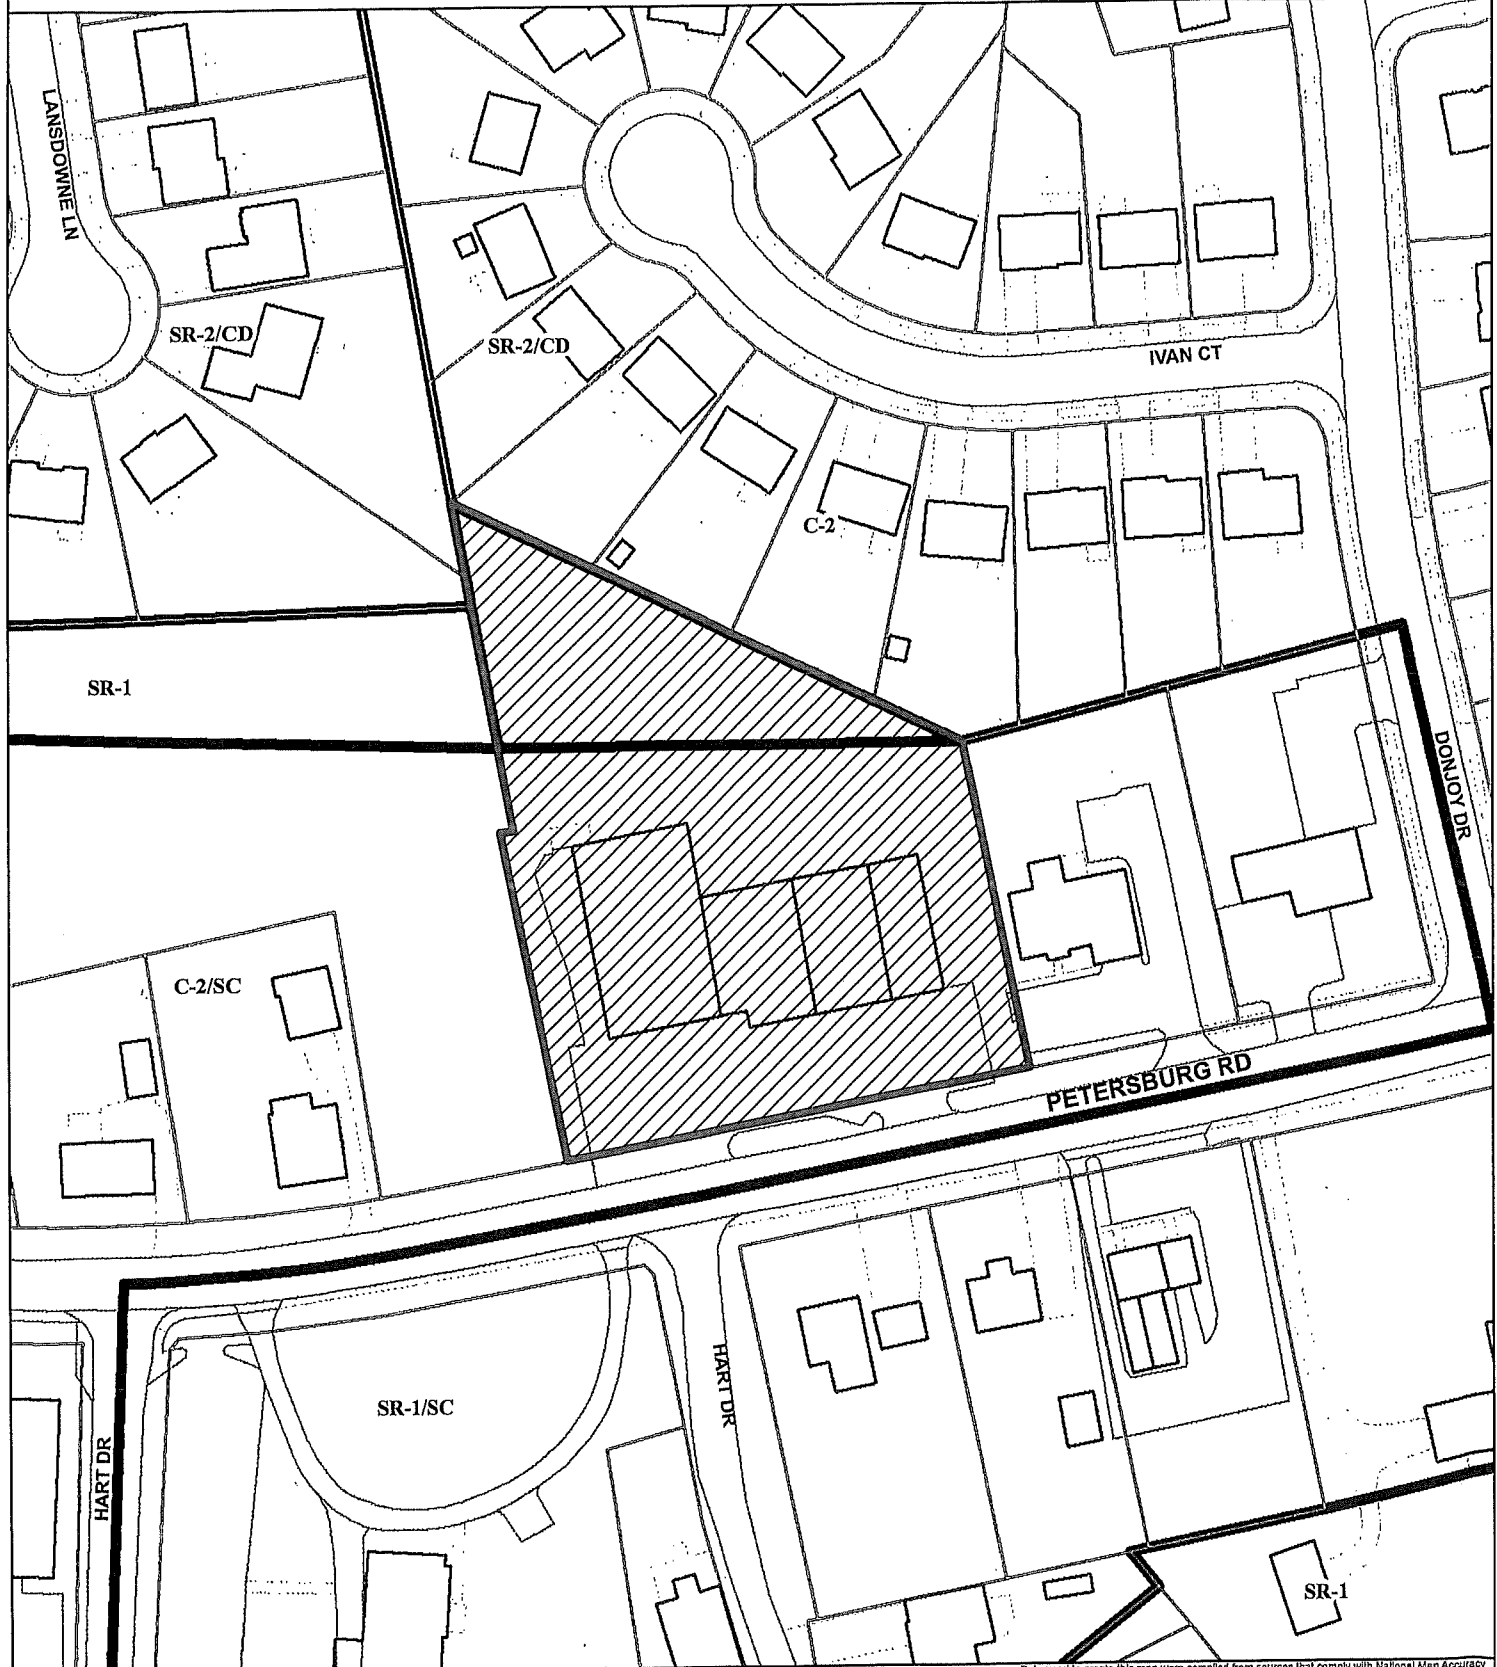 LANSDOWNE LN
SR-2/CD
SR-2/CD
IVAN CT
C-2
SR-1
DONJOY DR
C-2/SC
PETERSBURG RD
HART DR
SR-1/SC
HART DR
SR-1